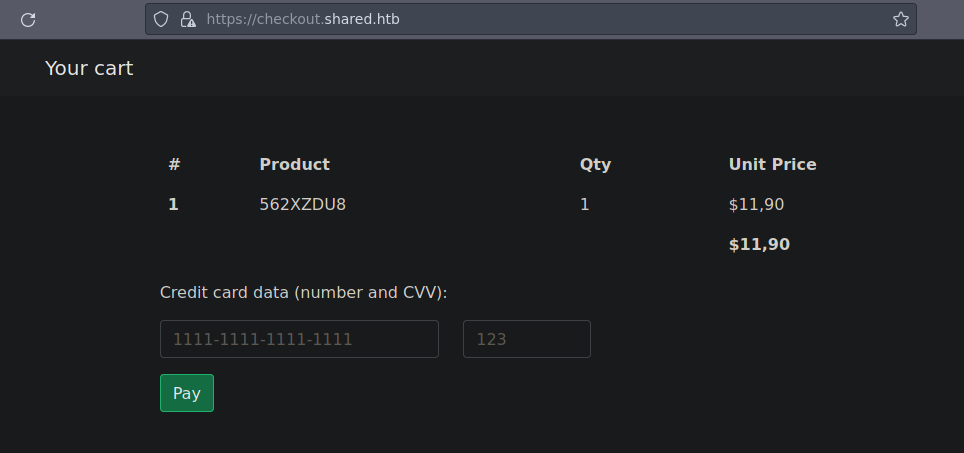 https://checkout.shared.htb
Your cart
# Product Qty Unit Price
1 562XZDU8 1 $11,90
$11,90
Credit card data (number and CVV):
1111-1111-1111-1111 123
Pay